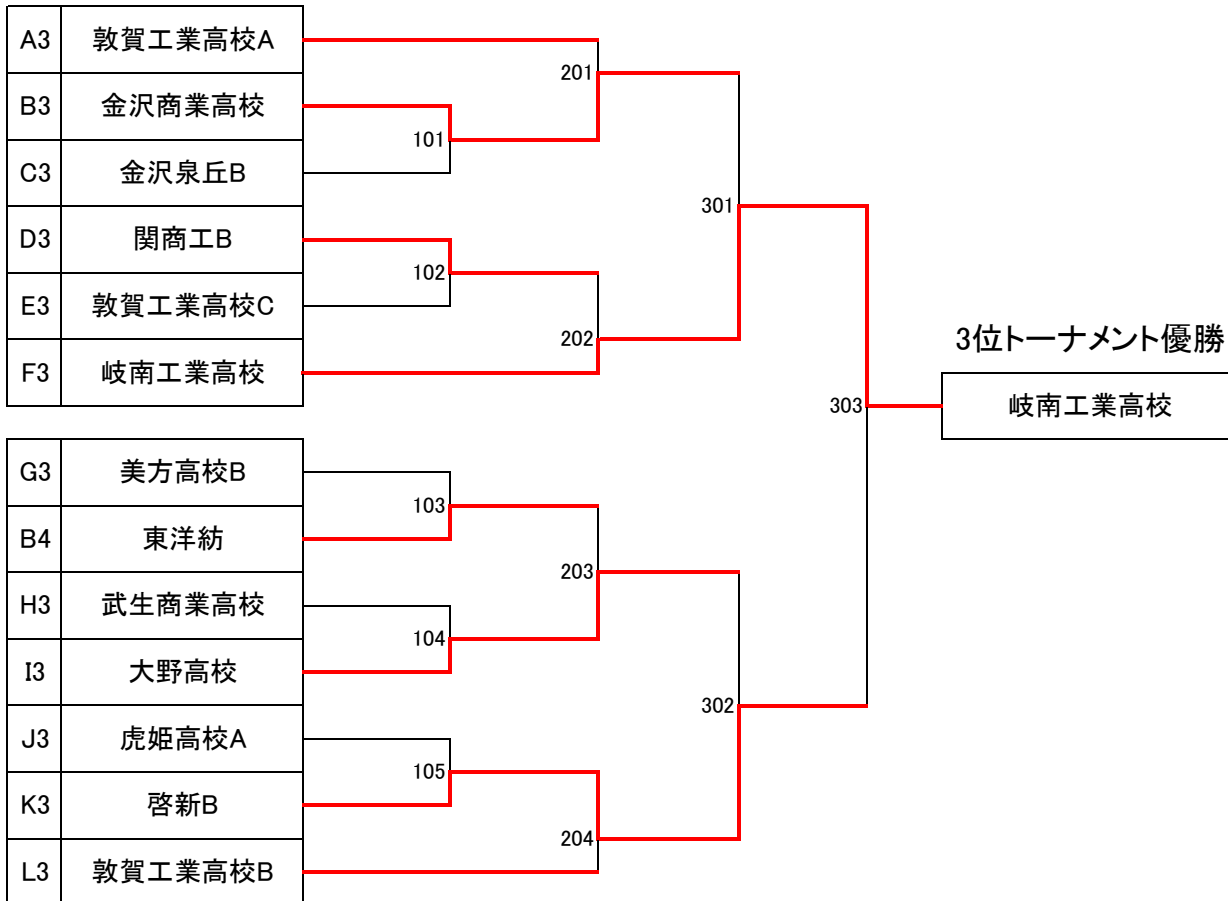 A3 敦賀工業高校A
B3 金沢商業高校
C3 金沢泉丘B
D3 関商工B
E3 敦賀工業高校C
F3 岐南工業高校
G3 美方高校B
B4 東洋紡
H3 武生商業高校
I3 大野高校
J3 虎姫高校A
K3 啓新B
L3 敦賀工業高校B
101
102
103
104
105
201
202
203
204
301
302
303
3位トーナメント優勝
岐南工業高校